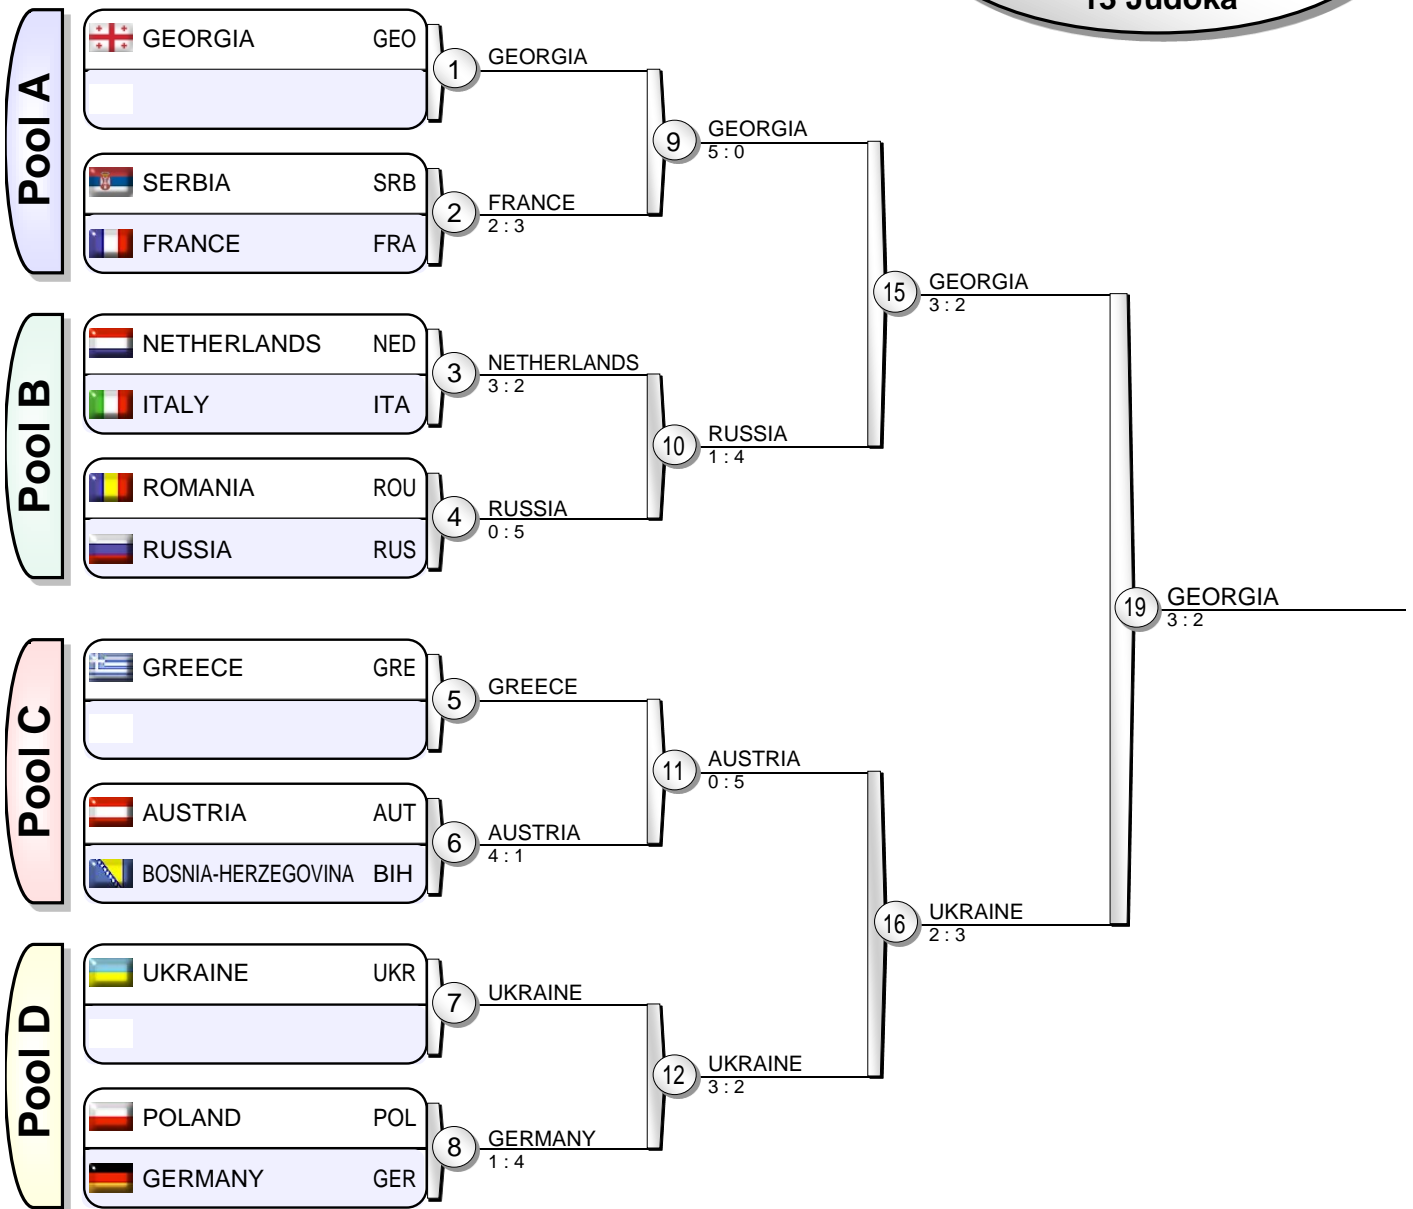 13 Judoka
Pool A
GEORGIA GEO
1
GEORGIA
SERBIA SRB
FRANCE FRA
2
FRANCE
2 : 3
9
GEORGIA
5 : 0
Pool B
NETHERLANDS NED
ITALY ITA
3
NETHERLANDS
3 : 2
ROMANIA ROU
RUSSIA RUS
4
RUSSIA
0 : 5
10
RUSSIA
1 : 4
15
GEORGIA
3 : 2
Pool C
GREECE GRE
5
GREECE
AUSTRIA AUT
BOSNIA-HERZEGOVINA BIH
6
AUSTRIA
4 : 1
11
AUSTRIA
0 : 5
Pool D
UKRAINE UKR
7
UKRAINE
POLAND POL
GERMANY GER
8
GERMANY
1 : 4
12
UKRAINE
3 : 2
16
UKRAINE
2 : 3
19
GEORGIA
3 : 2